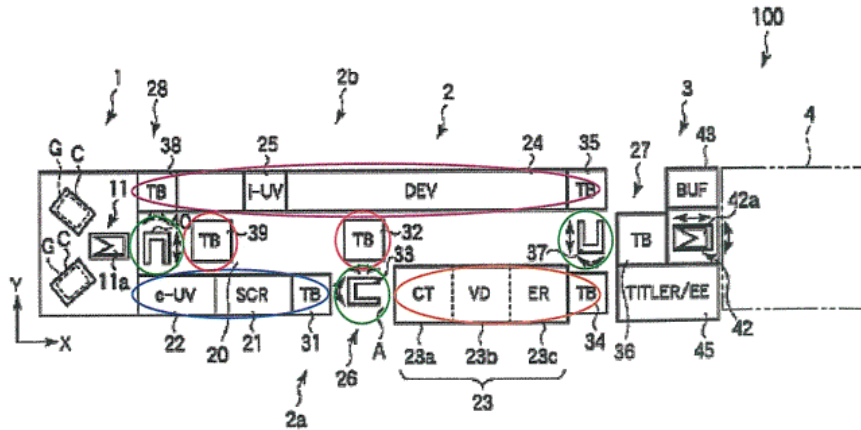 100
1
28
2b
2
3
4
38
25
24
35
27
43
G
C
11
TB
i-UV
DEV
TB
BUF
42a
40
TB
39
TB
32
37
TB
G
C
11a
33
Y
X
e-UV
SCR
TB
CT
VD
ER
TB
TITLER/EE
22
20
21
31
26
A
23a
23b
23c
34
36
45
42
2a
23